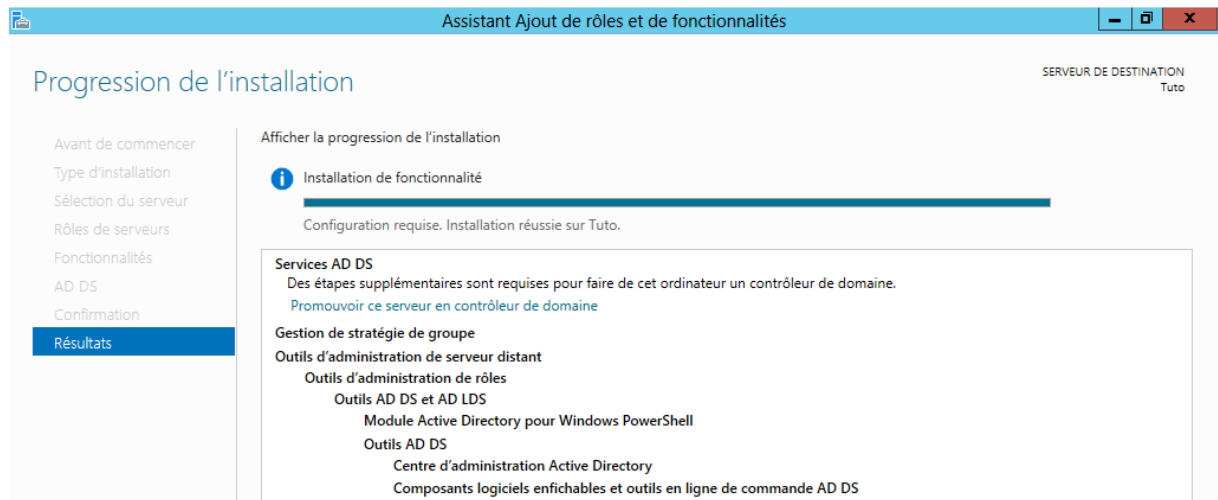 Assistant Ajout de rôles et de fonctionnalités
Progression de l'installation
SERVEUR DE DESTINATION
Tuto
Avant de commencer
Type d'installation
Sélection du serveur
Rôles de serveurs
Fonctionnalités
AD DS
Confirmation
Résultats
Afficher la progression de l'installation
Installation de fonctionnalité
Configuration requise. Installation réussie sur Tuto.
Services AD DS
Des étapes supplémentaires sont requises pour faire de cet ordinateur un contrôleur de domaine.
Promouvoir ce serveur en contrôleur de domaine
Gestion de stratégie de groupe
Outils d'administration de serveur distant
Outils d'administration de rôles
Outils AD DS et AD LDS
Module Active Directory pour Windows PowerShell
Outils AD DS
Centre d'administration Active Directory
Composants logiciels enfichables et outils en ligne de commande AD DS